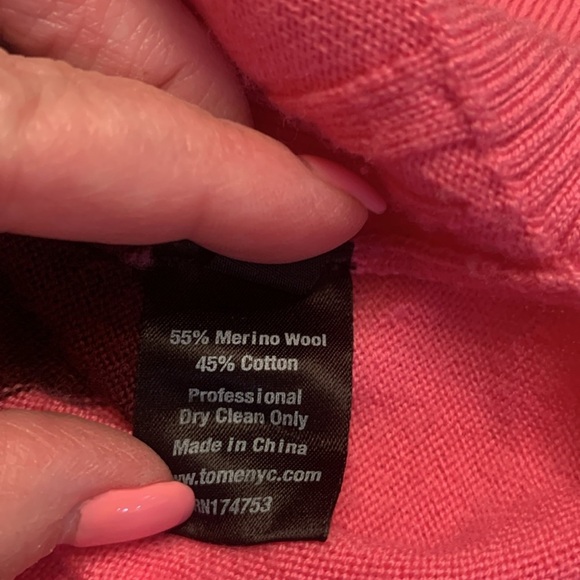 55% Merino Wool
45% Cotton
Professional
Dry Clean Only
Made in China
w.tomenyc.com
RN174753